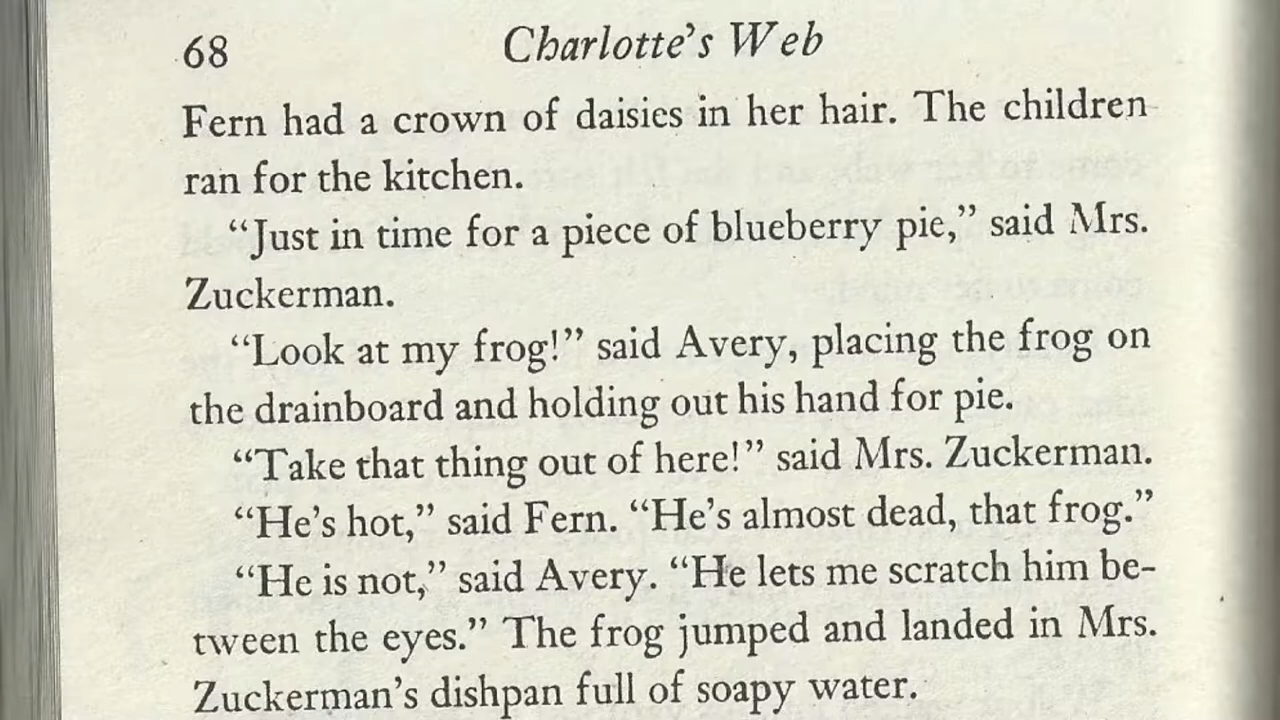 68 Charlotte's Web
Fern had a crown of daisies in her hair. The children
ran for the kitchen.
“Just in time for a piece of blueberry pie,” said Mrs.
Zuckerman.
“Look at my frog!” said Avery, placing the frog on
the drainboard and holding out his hand for pie.
“Take that thing out of here!” said Mrs. Zuckerman.
“He's hot,” said Fern. “He's almost dead, that frog.”
“He is not,” said Avery. “He lets me scratch him be-
tween the eyes.” The frog jumped and landed in Mrs.
Zuckerman's dishpan full of soapy water.